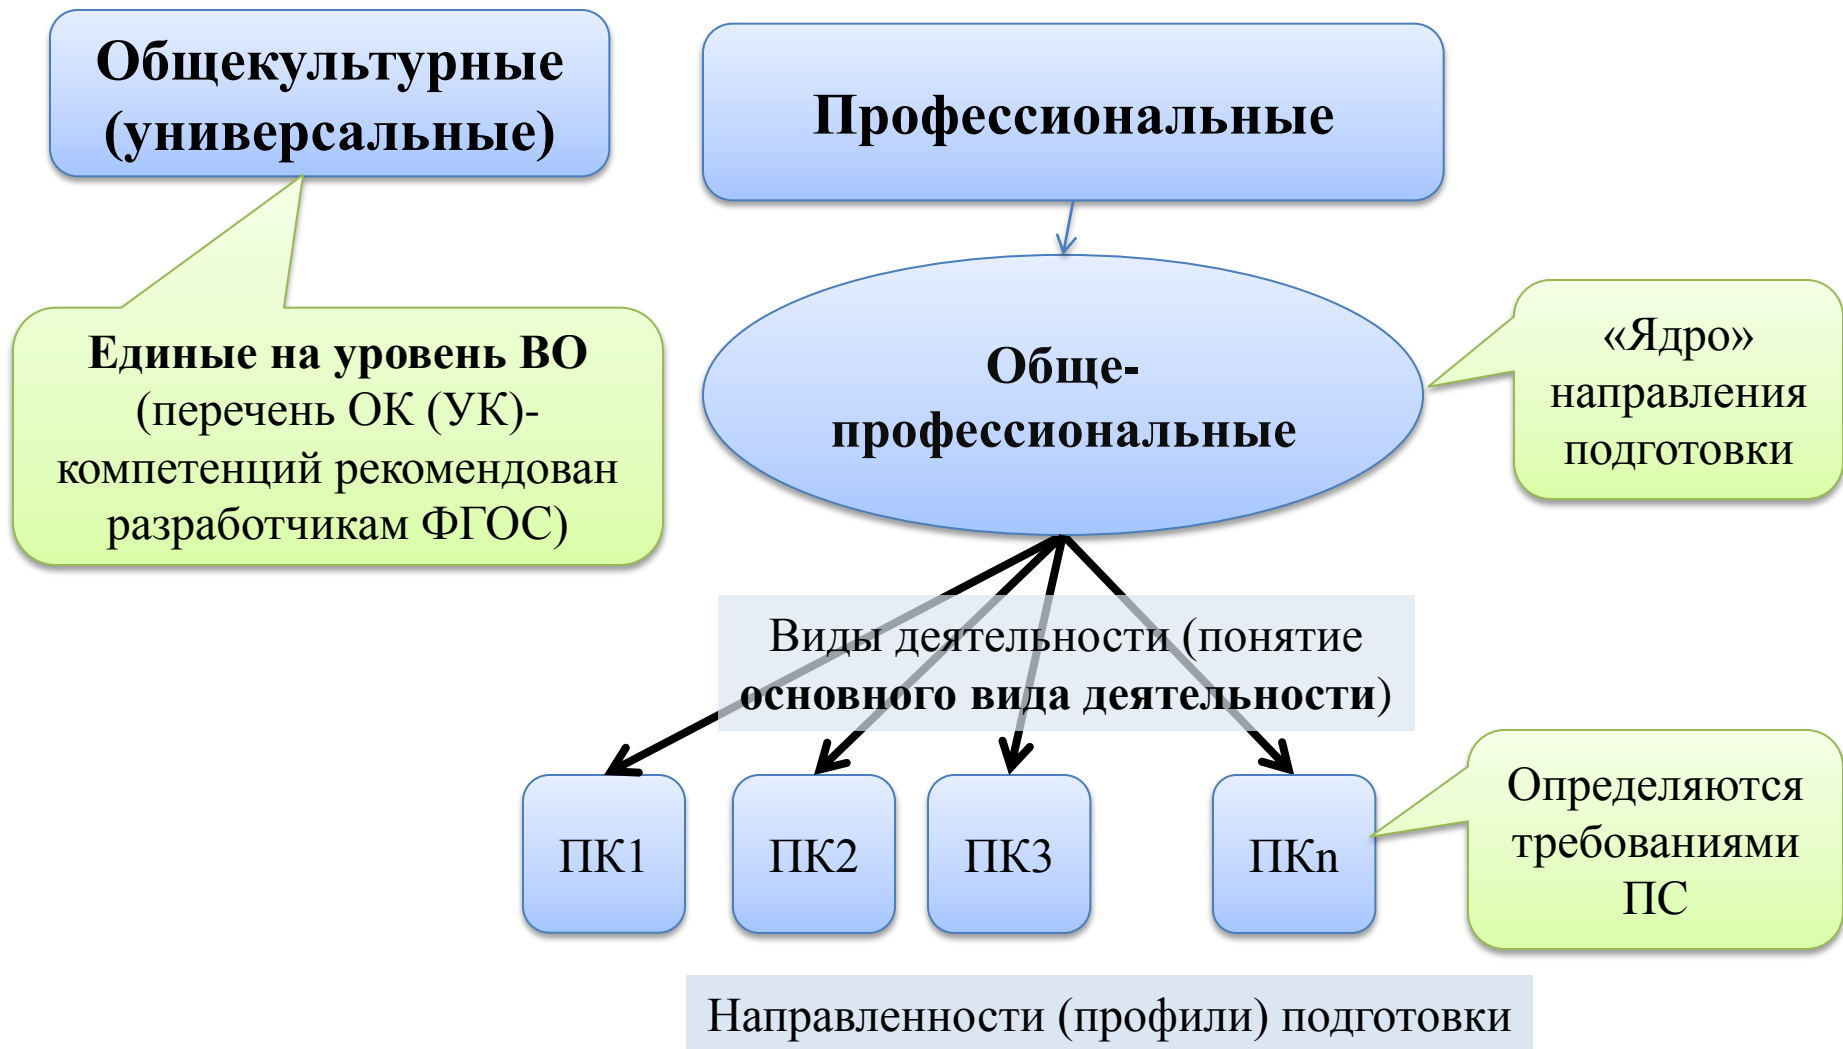 Общекультурные
(универсальные)
Профессиональные
Единые на уровень ВО
(перечень ОК (УК)-
компетенций рекомендован
разработчикам ФГОС)
Обще-
профессиональные
«Ядро»
направления
подготовки
Виды деятельности (понятие
основного вида деятельности)
ПК1
ПК2
ПК3
ПКn
Определяются
требованиями
ПС
Направленности (профили) подготовки